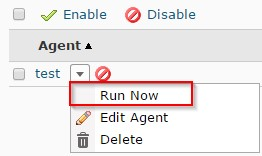 Enable Disable
Agent
test
Run Now
Edit Agent
Delete